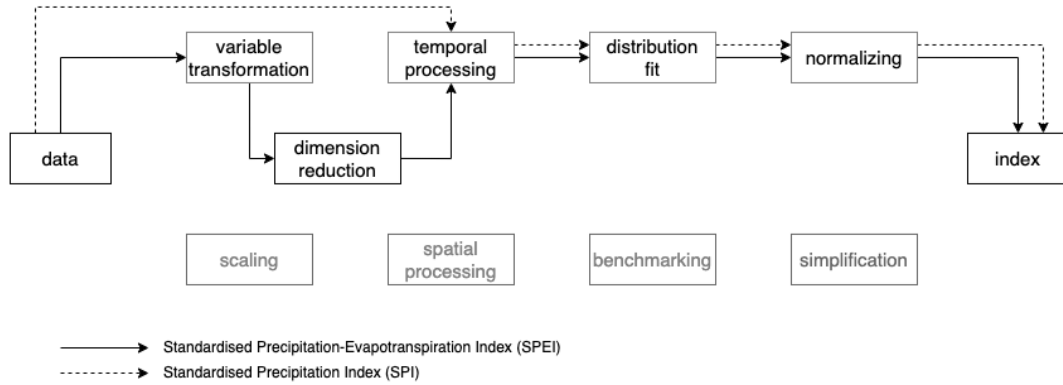 variable
transformation
temporal
processing
distribution
fit
normalizing
data
dimension
reduction
index
scaling
spatial
processing
benchmarking
simplification
Standardised Precipitation-Evapotranspiration Index (SPEI)
Standardised Precipitation Index (SPI)